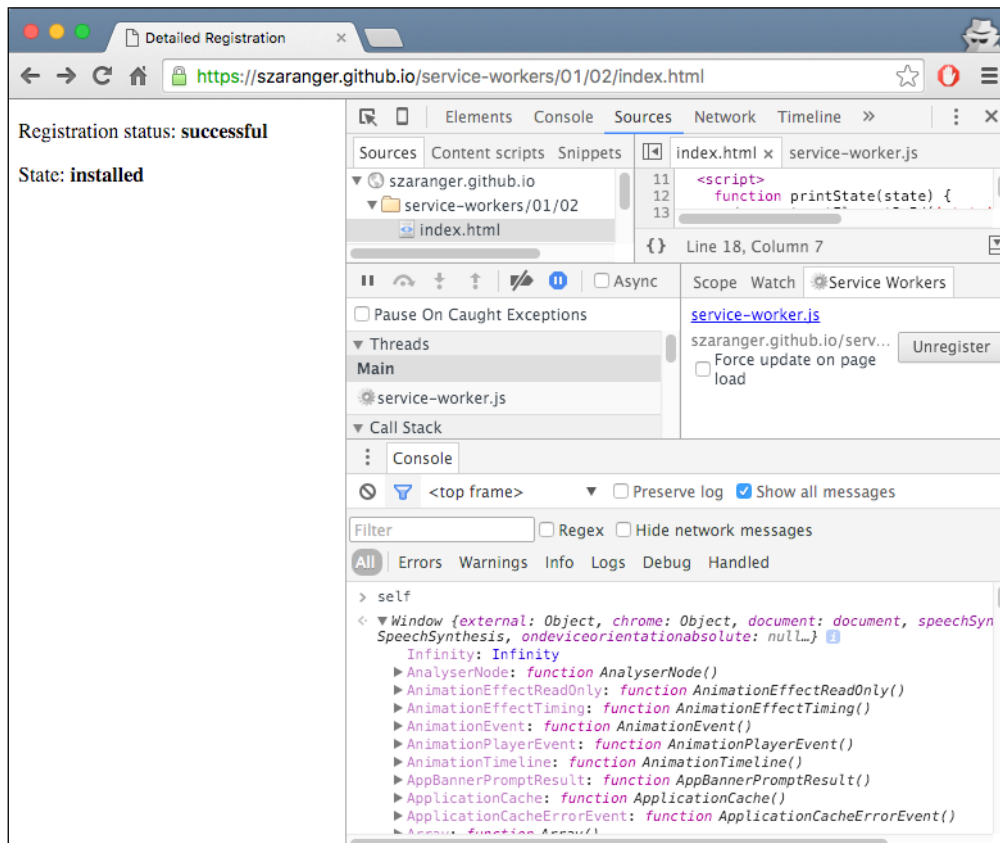 Detailed Registration ×
https://szaranger.github.io/service-workers/01/02/index.html
Registration status: successful
State: installed
Elements Console Sources Network Timeline »
Sources Content scripts Snippets
index.html × service-worker.js
szaranger.github.io
service-workers/01/02
index.html
11 <script>
12 function printState(state) {
13
{} Line 18, Column 7
Async
Pause On Caught Exceptions
Threads
Main
service-worker.js
Call Stack
Scope Watch Service Workers
service-worker.js
szaranger.github.io/serv...
Force update on page load
Unregister
Console
<top frame> Preserve log Show all messages
Filter Regex Hide network messages
All Errors Warnings Info Logs Debug Handled
> self
Window {external: Object, chrome: Object, document: document, speechSyn
SpeechSynthesis, ondeviceorientationabsolute: null…}
Infinity: Infinity
AnalyserNode: function AnalyserNode()
AnimationEffectReadOnly: function AnimationEffectReadOnly()
AnimationEffectTiming: function AnimationEffectTiming()
AnimationEvent: function AnimationEvent()
AnimationPlayerEvent: function AnimationPlayerEvent()
AnimationTimeline: function AnimationTimeline()
AppBannerPromptResult: function AppBannerPromptResult()
ApplicationCache: function ApplicationCache()
ApplicationCacheErrorEvent: function ApplicationCacheErrorEvent()
Array: function Array()